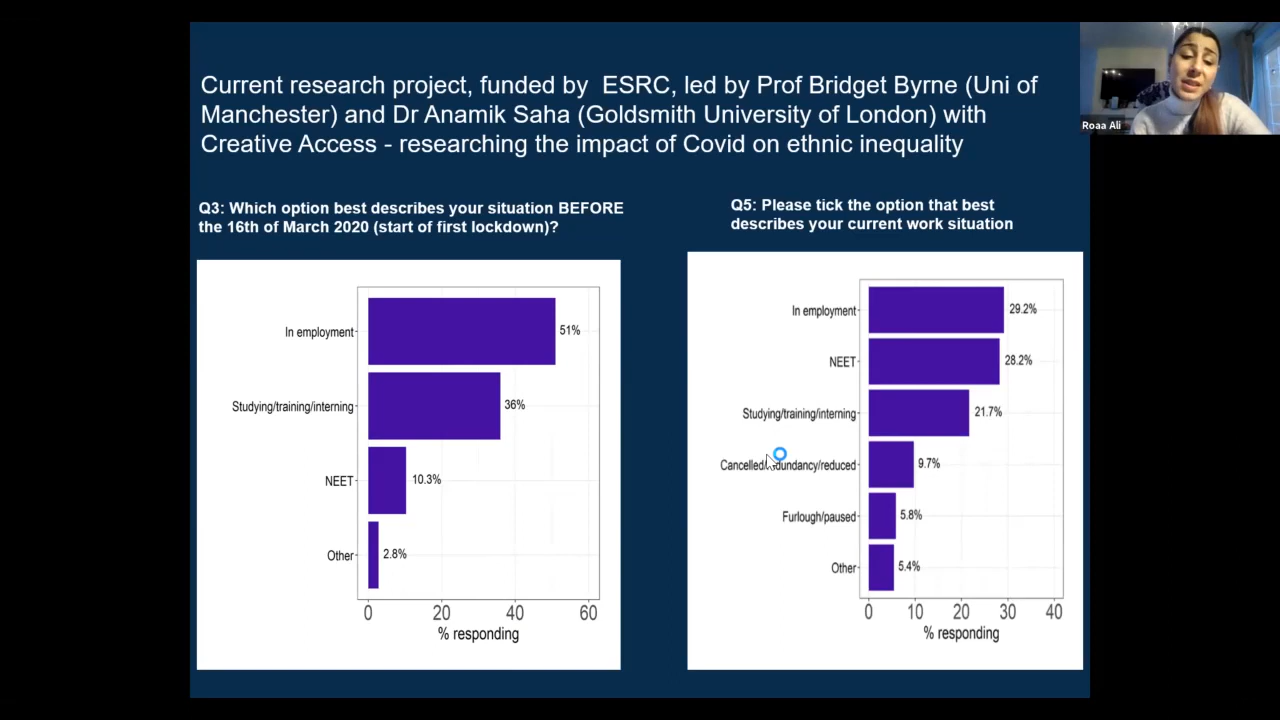 Current research project, funded by ESRC, led by Prof Bridget Byrne (Uni of
Manchester) and Dr Anamik Saha (Goldsmith University of London) with
Creative Access - researching the impact of Covid on ethnic inequality
Roaa Ali
Q3: Which option best describes your situation BEFORE
the 16th of March 2020 (start of first lockdown)?
In employment
51%
Studying/training/interning
36%
NEET
10.3%
Other
2.8%
0 20 40 60
% responding
Q5: Please tick the option that best
describes your current work situation
In employment
29.2%
NEET
28.2%
Studying/training/interning
21.7%
Cancelled/redundancy/reduced
9.7%
Furlough/paused
5.8%
Other
5.4%
0 10 20 30 40
% responding